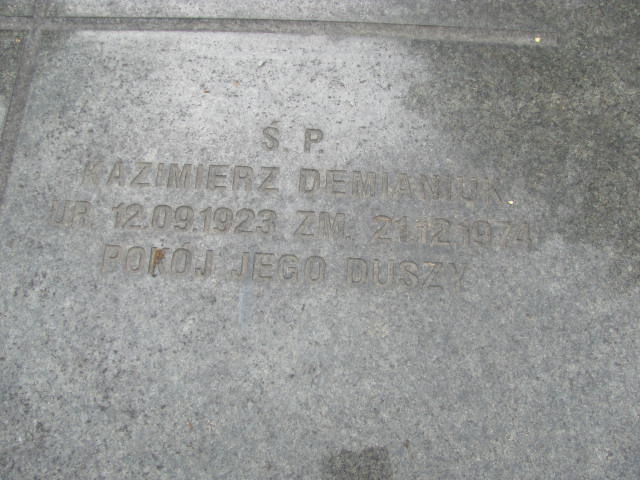 Ś. P.
KAZIMIERZ DEMIANIUK
UR. 12.09.1923 ZM. 21.12.1974
POKÓJ JEGO DUSZY